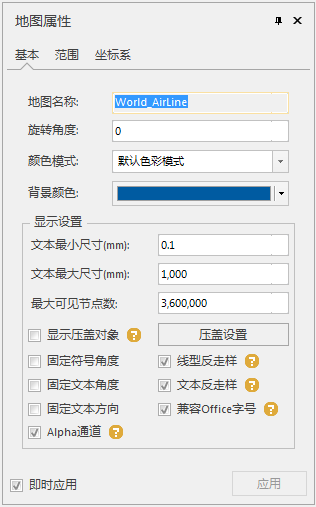 地图属性
基本 范围 坐标系
地图名称: World_AirLine
旋转角度: 0
颜色模式: 默认色彩模式
背景颜色:
显示设置
文本最小尺寸(mm): 0.1
文本最大尺寸(mm): 1,000
最大可见节点数: 3,600,000
显示压盖对象 ? 压盖设置
固定符号角度 线型反走样 ?
固定文本角度 文本反走样 ?
固定文本方向 兼容Office字号 ?
Alpha通道 ?
即时应用 应用